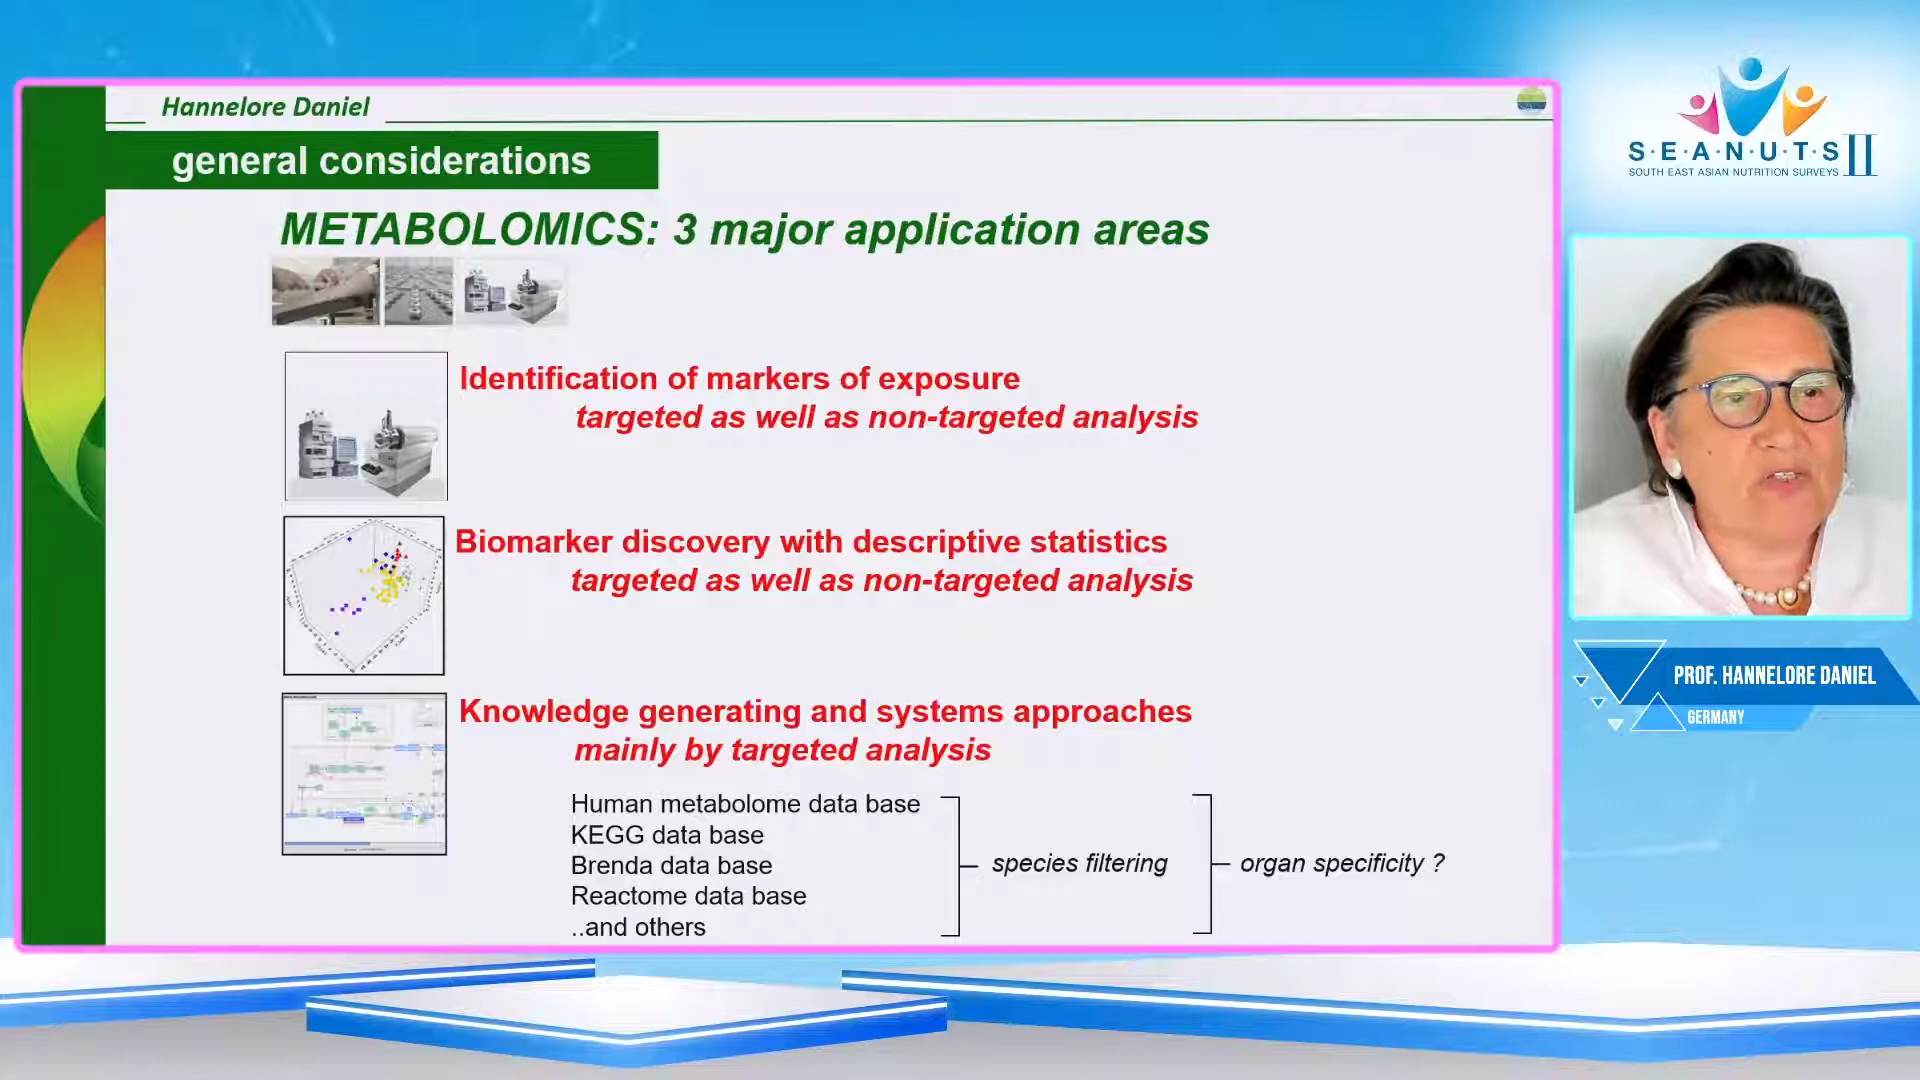 Hannelore Daniel
general considerations
METABOLOMICS: 3 major application areas
Identification of markers of exposure
targeted as well as non-targeted analysis
Biomarker discovery with descriptive statistics
targeted as well as non-targeted analysis
Knowledge generating and systems approaches
mainly by targeted analysis
Human metabolome data base
KEGG data base
Brenda data base
Reactome data base
..and others
species filtering
organ specificity ?
S·E·A·N·U·T·S II
SOUTH EAST ASIAN NUTRITION SURVEYS
PROF. HANNELORE DANIEL
GERMANY